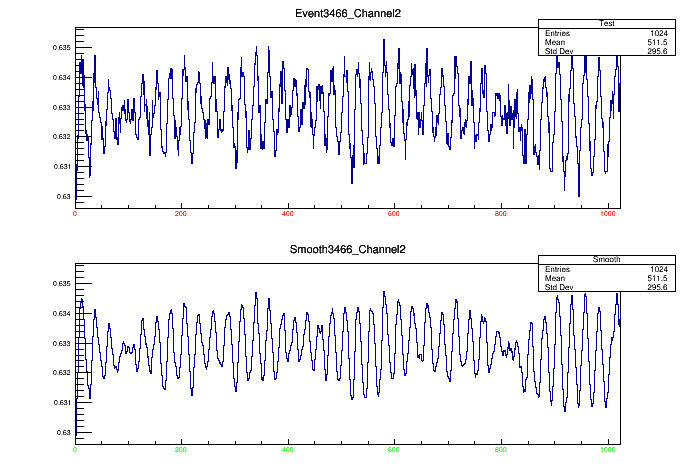 Event3466_Channel2
Test
Entries 1024
Mean 511.5
Std Dev 295.6
0.635
0.634
0.633
0.632
0.631
0.63
0 200 400 600 800 1000
Smooth3466_Channel2
Smooth
Entries 1024
Mean 511.5
Std Dev 295.6
0.635
0.634
0.633
0.632
0.631
0.63
0 200 400 600 800 1000